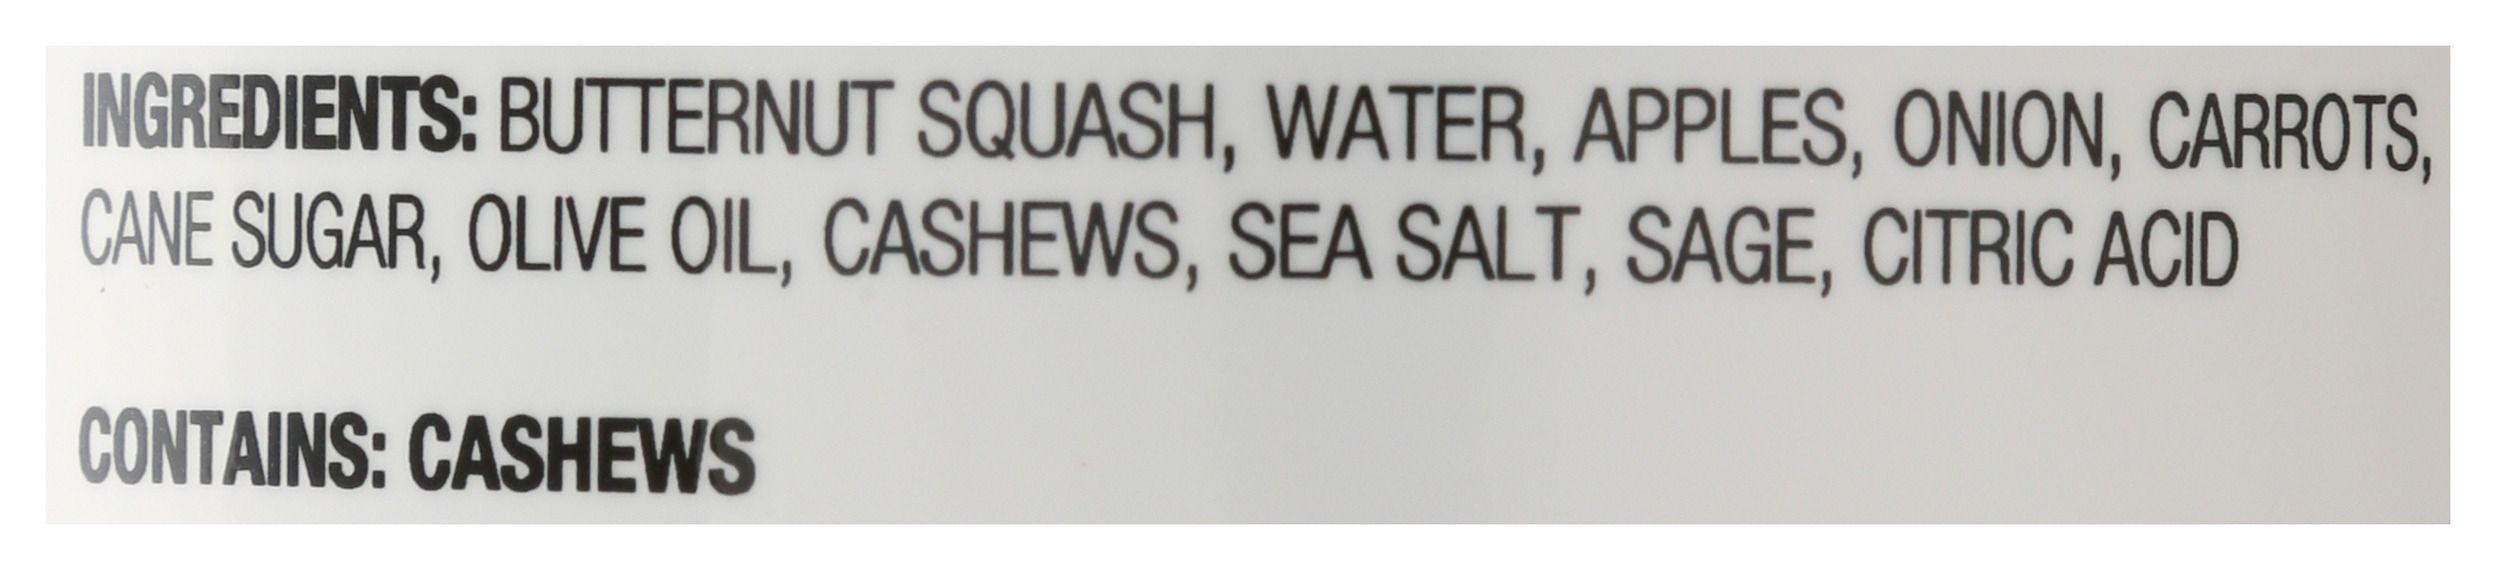 INGREDIENTS: BUTTERNUT SQUASH, WATER, APPLES, ONION, CARROTS,
CANE SUGAR, OLIVE OIL, CASHEWS, SEA SALT, SAGE, CITRIC ACID
CONTAINS: CASHEWS